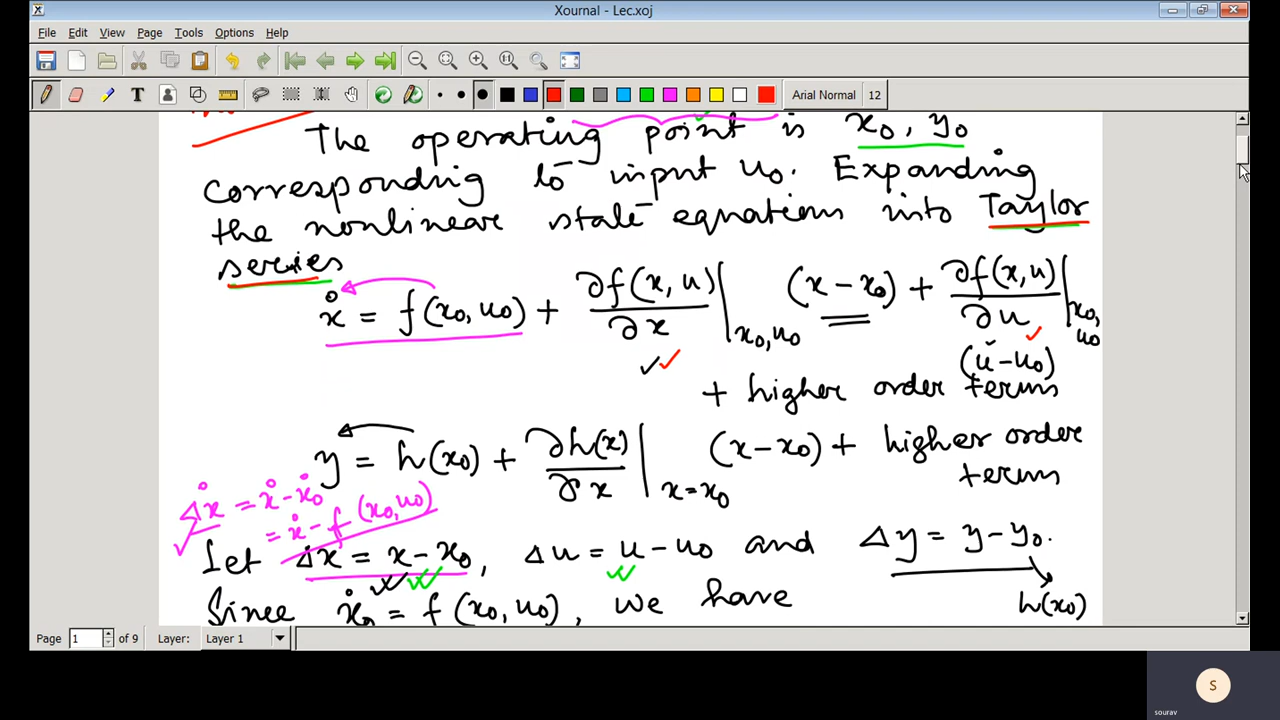 Xournal - Lec.xoj
File Edit View Page Tools Options Help
Arial Normal 12
The operating point is x0, y0
corresponding to input u0. Expanding
the nonlinear state equations into Taylor
series
ẋ = f(x0, u0) + ∂f(x, u)/∂x |x0,u0 (x − x0) + ∂f(x, u)/∂u |x0, u0
(u − u0)
+ higher order terms
y = h(x0) + ∂h(x)/∂x |x=x0 (x − x0) + higher order
terms
Δẋ = ẋ − ẋ0
= ẋ − f(x0, u0)
Let Δx = x − x0, Δu = u − u0 and Δy = y − y0.
Since ẋ0 = f(x0, u0), we have h(x0)
Page 1 of 9 Layer: Layer 1
S
sourav